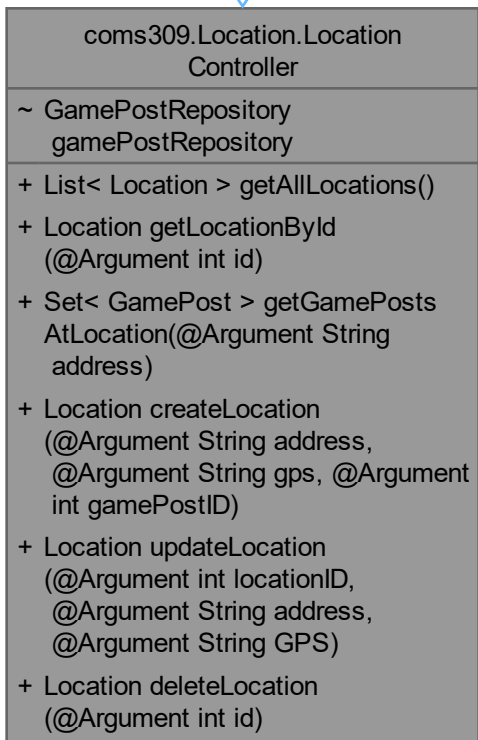 coms309.Location.Location
Controller
~ GamePostRepository
gamePostRepository
+ List< Location > getAllLocations()
+ Location getLocationById
(@Argument int id)
+ Set< GamePost > getGamePosts
AtLocation(@Argument String
address)
+ Location createLocation
(@Argument String address,
@Argument String gps, @Argument
int gamePostID)
+ Location updateLocation
(@Argument int locationID,
@Argument String address,
@Argument String GPS)
+ Location deleteLocation
(@Argument int id)